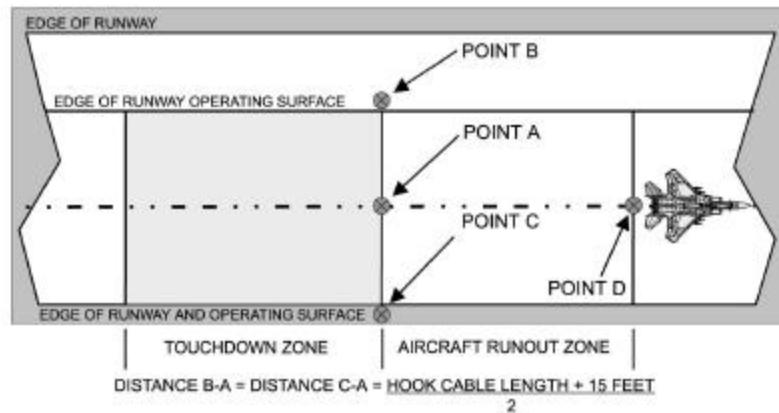 EDGE OF RUNWAY
POINT B
EDGE OF RUNWAY OPERATING SURFACE
POINT A
POINT C
POINT D
EDGE OF RUNWAY AND OPERATING SURFACE
TOUCHDOWN ZONE
AIRCRAFT RUNOUT ZONE
DISTANCE B-A = DISTANCE C-A = HOOK CABLE LENGTH + 15 FEET
2